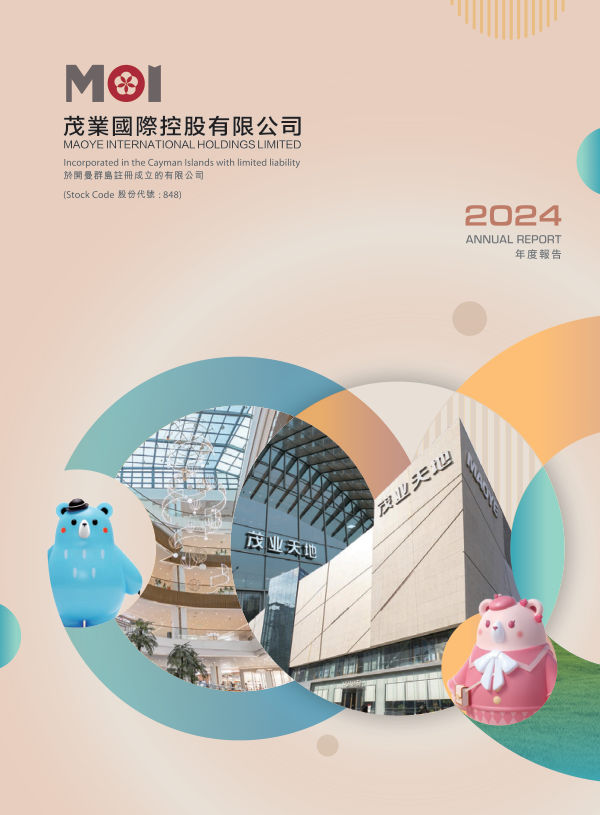 MOI
茂業國際控股有限公司
MAOYE INTERNATIONAL HOLDINGS LIMITED
Incorporated in the Cayman Islands with limited liability
於開曼群島註冊成立的有限公司
(Stock Code 股份代號 : 848)
2024
ANNUAL REPORT
年度報告
茂业天地
茂业天地
MAOYE